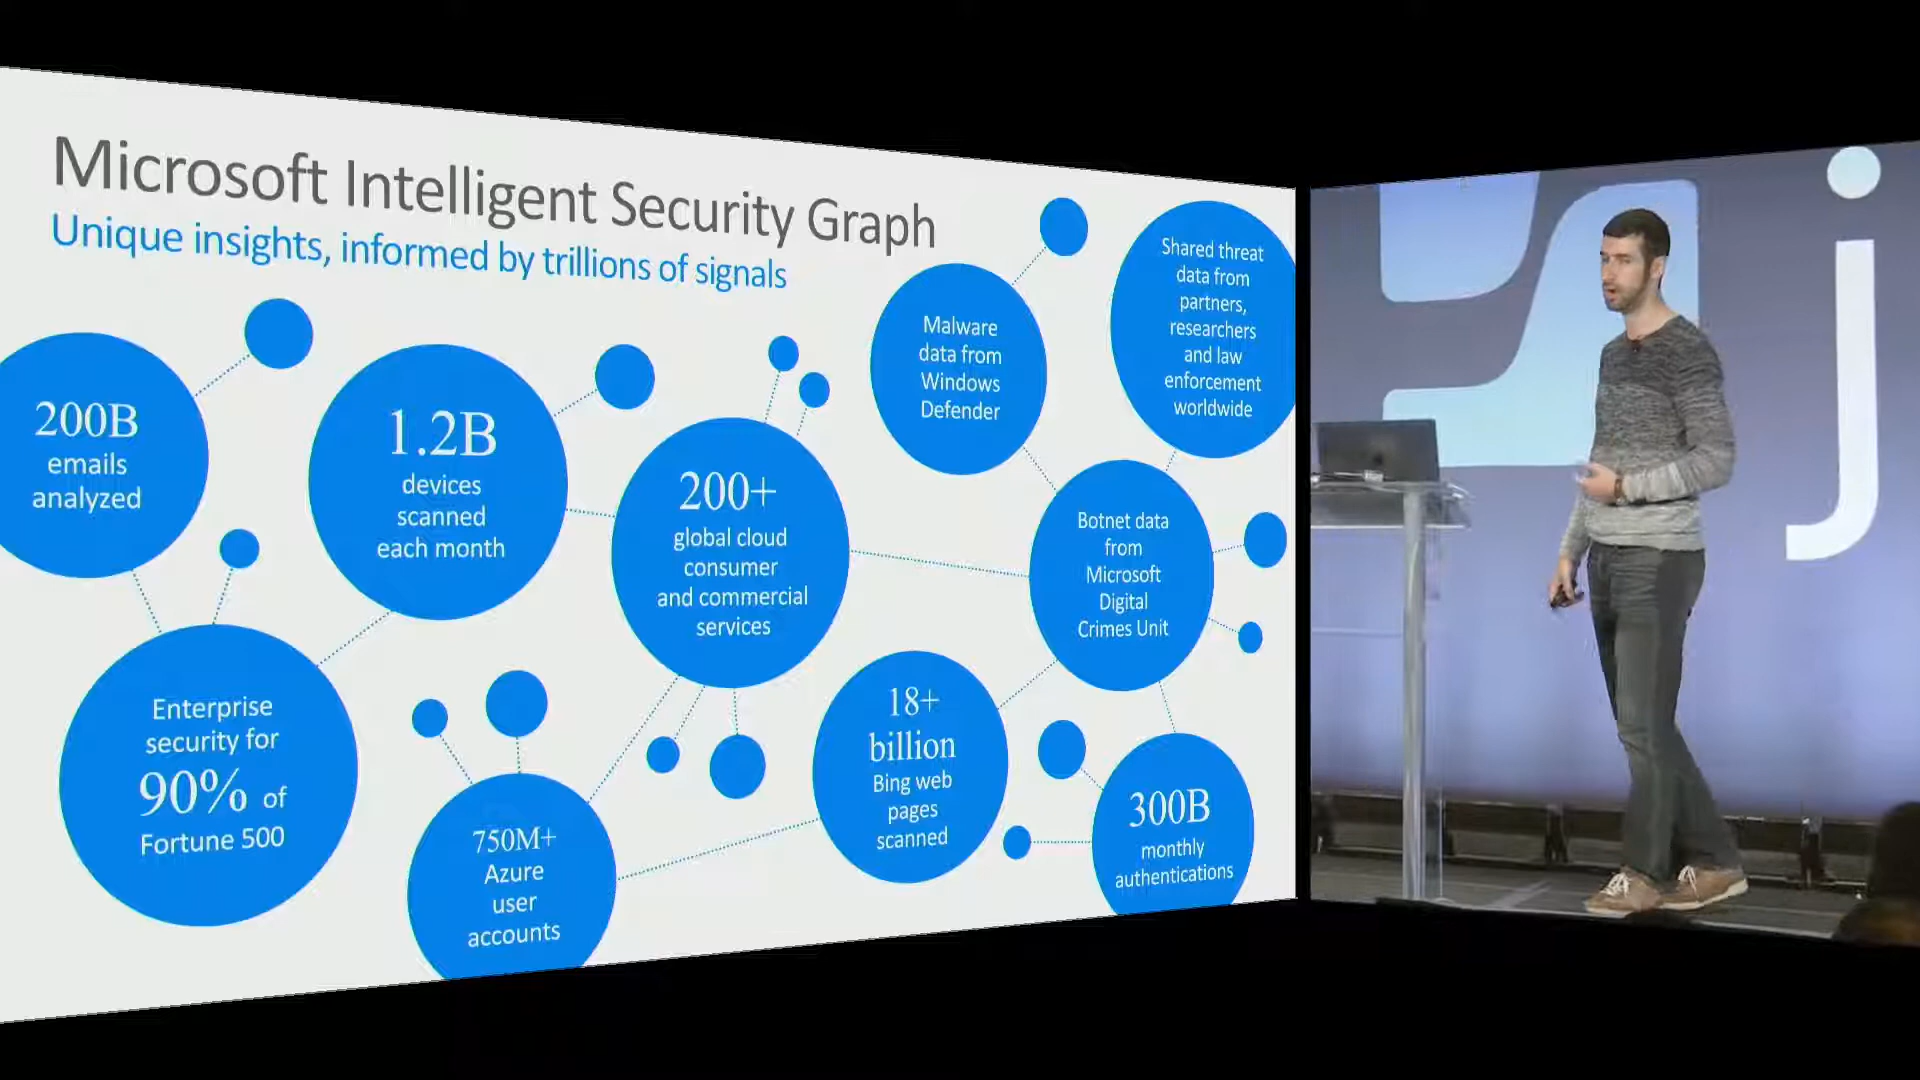 Microsoft Intelligent Security Graph
Unique insights, informed by trillions of signals
200B
emails
analyzed
1.2B
devices
scanned
each month
200+
global cloud
consumer
and commercial
services
Malware
data from
Windows
Defender
Shared threat
data from
partners,
researchers
and law
enforcement
worldwide
Botnet data
from
Microsoft
Digital
Crimes Unit
Enterprise
security for
90% of
Fortune 500
750M+
Azure
user
accounts
18+
billion
Bing web
pages
scanned
300B
monthly
authentications
j